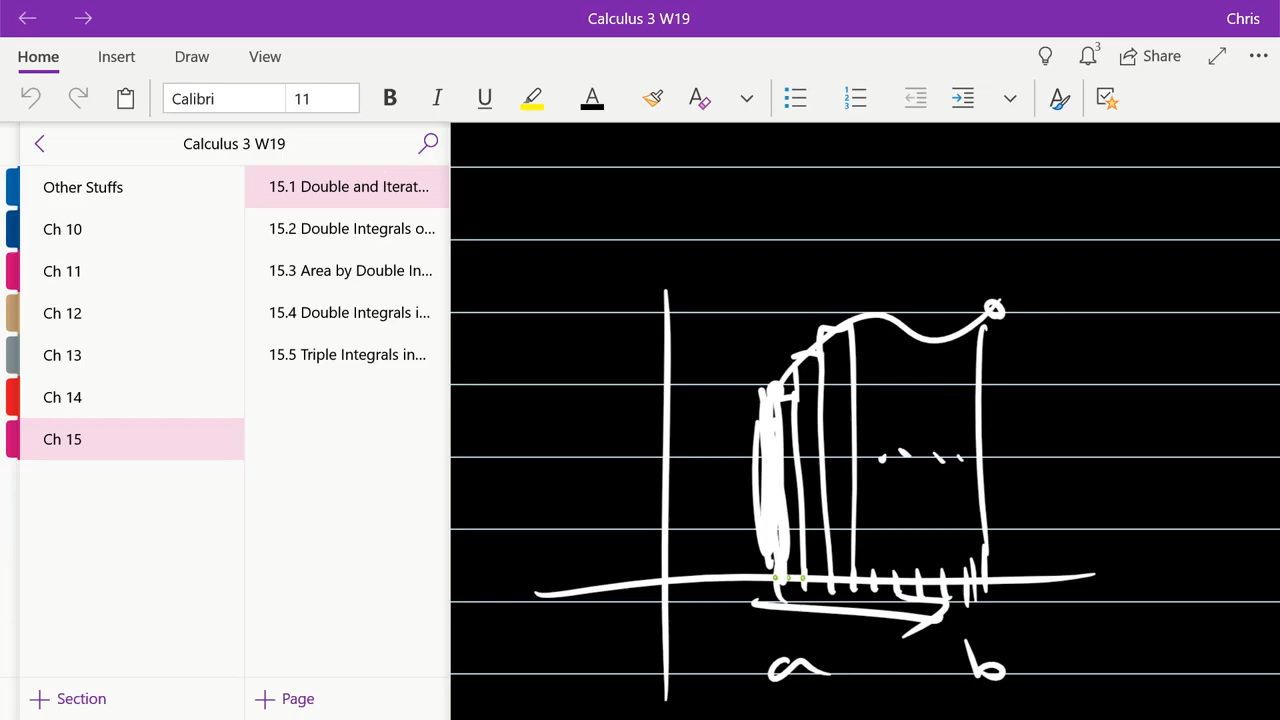 Calculus 3 W19
Chris
Home Insert Draw View
3
Share
Calibri 11 B I U A
Calculus 3 W19
Other Stuffs
Ch 10
Ch 11
Ch 12
Ch 13
Ch 14
Ch 15
15.1 Double and Iterat...
15.2 Double Integrals o...
15.3 Area by Double In...
15.4 Double Integrals i...
15.5 Triple Integrals in...
a b
+ Section
+ Page